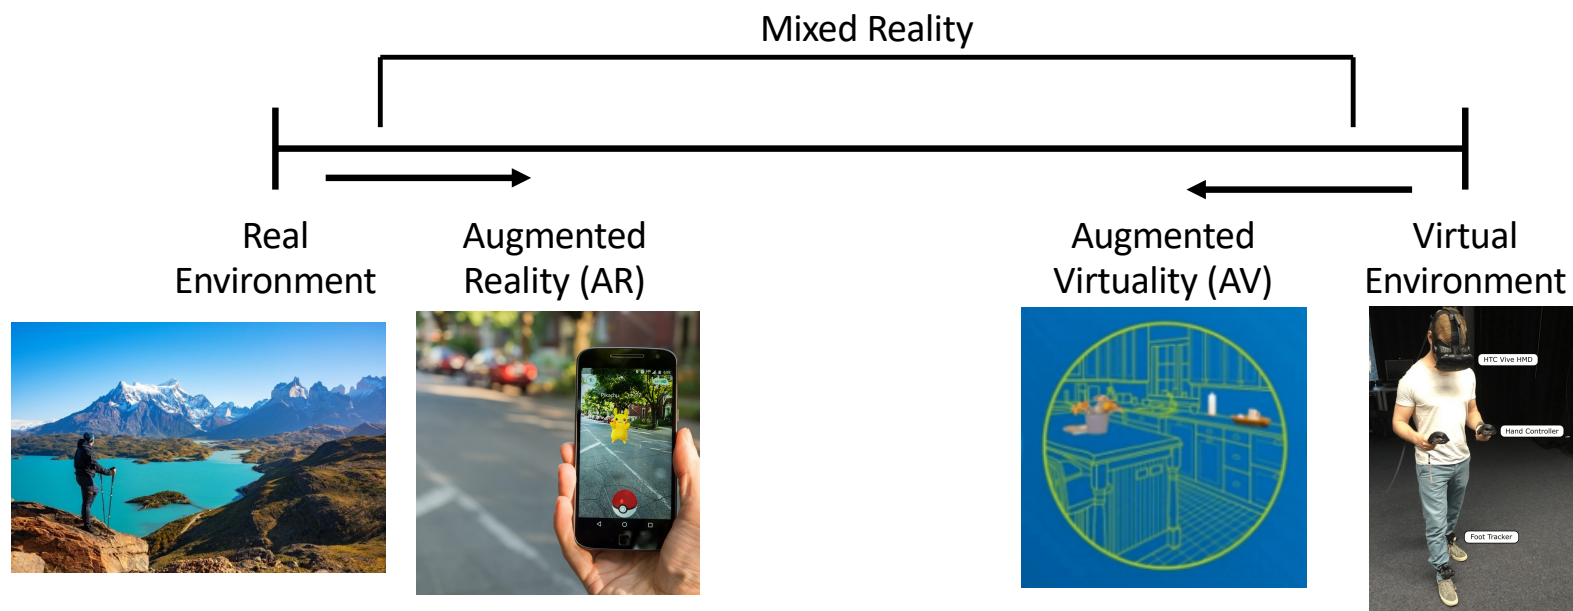 Mixed Reality
Real
Environment
Augmented
Reality (AR)
Augmented
Virtuality (AV)
Virtual
Environment
Pikachu
HTC Vive HMD
Hand Controller
Foot Tracker